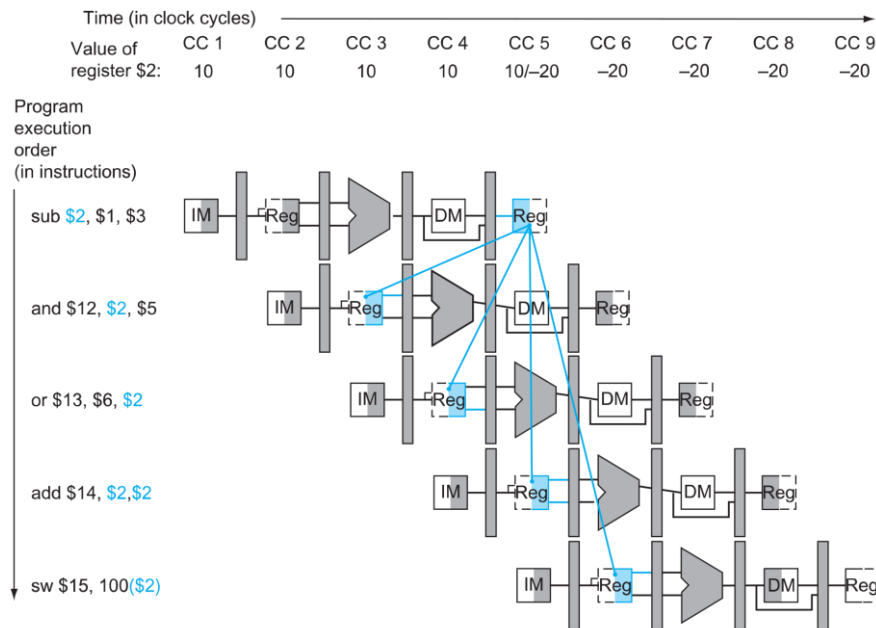 Time (in clock cycles)
Value of register $2:
CC 1 CC 2 CC 3 CC 4 CC 5 CC 6 CC 7 CC 8 CC 9
10 10 10 10 10/–20 –20 –20 –20 –20
Program
execution
order
(in instructions)
sub $2, $1, $3
IM Reg DM Reg
and $12, $2, $5
IM Reg DM Reg
or $13, $6, $2
IM Reg DM Reg
add $14, $2,$2
IM Reg DM Reg
sw $15, 100($2)
IM Reg DM Reg